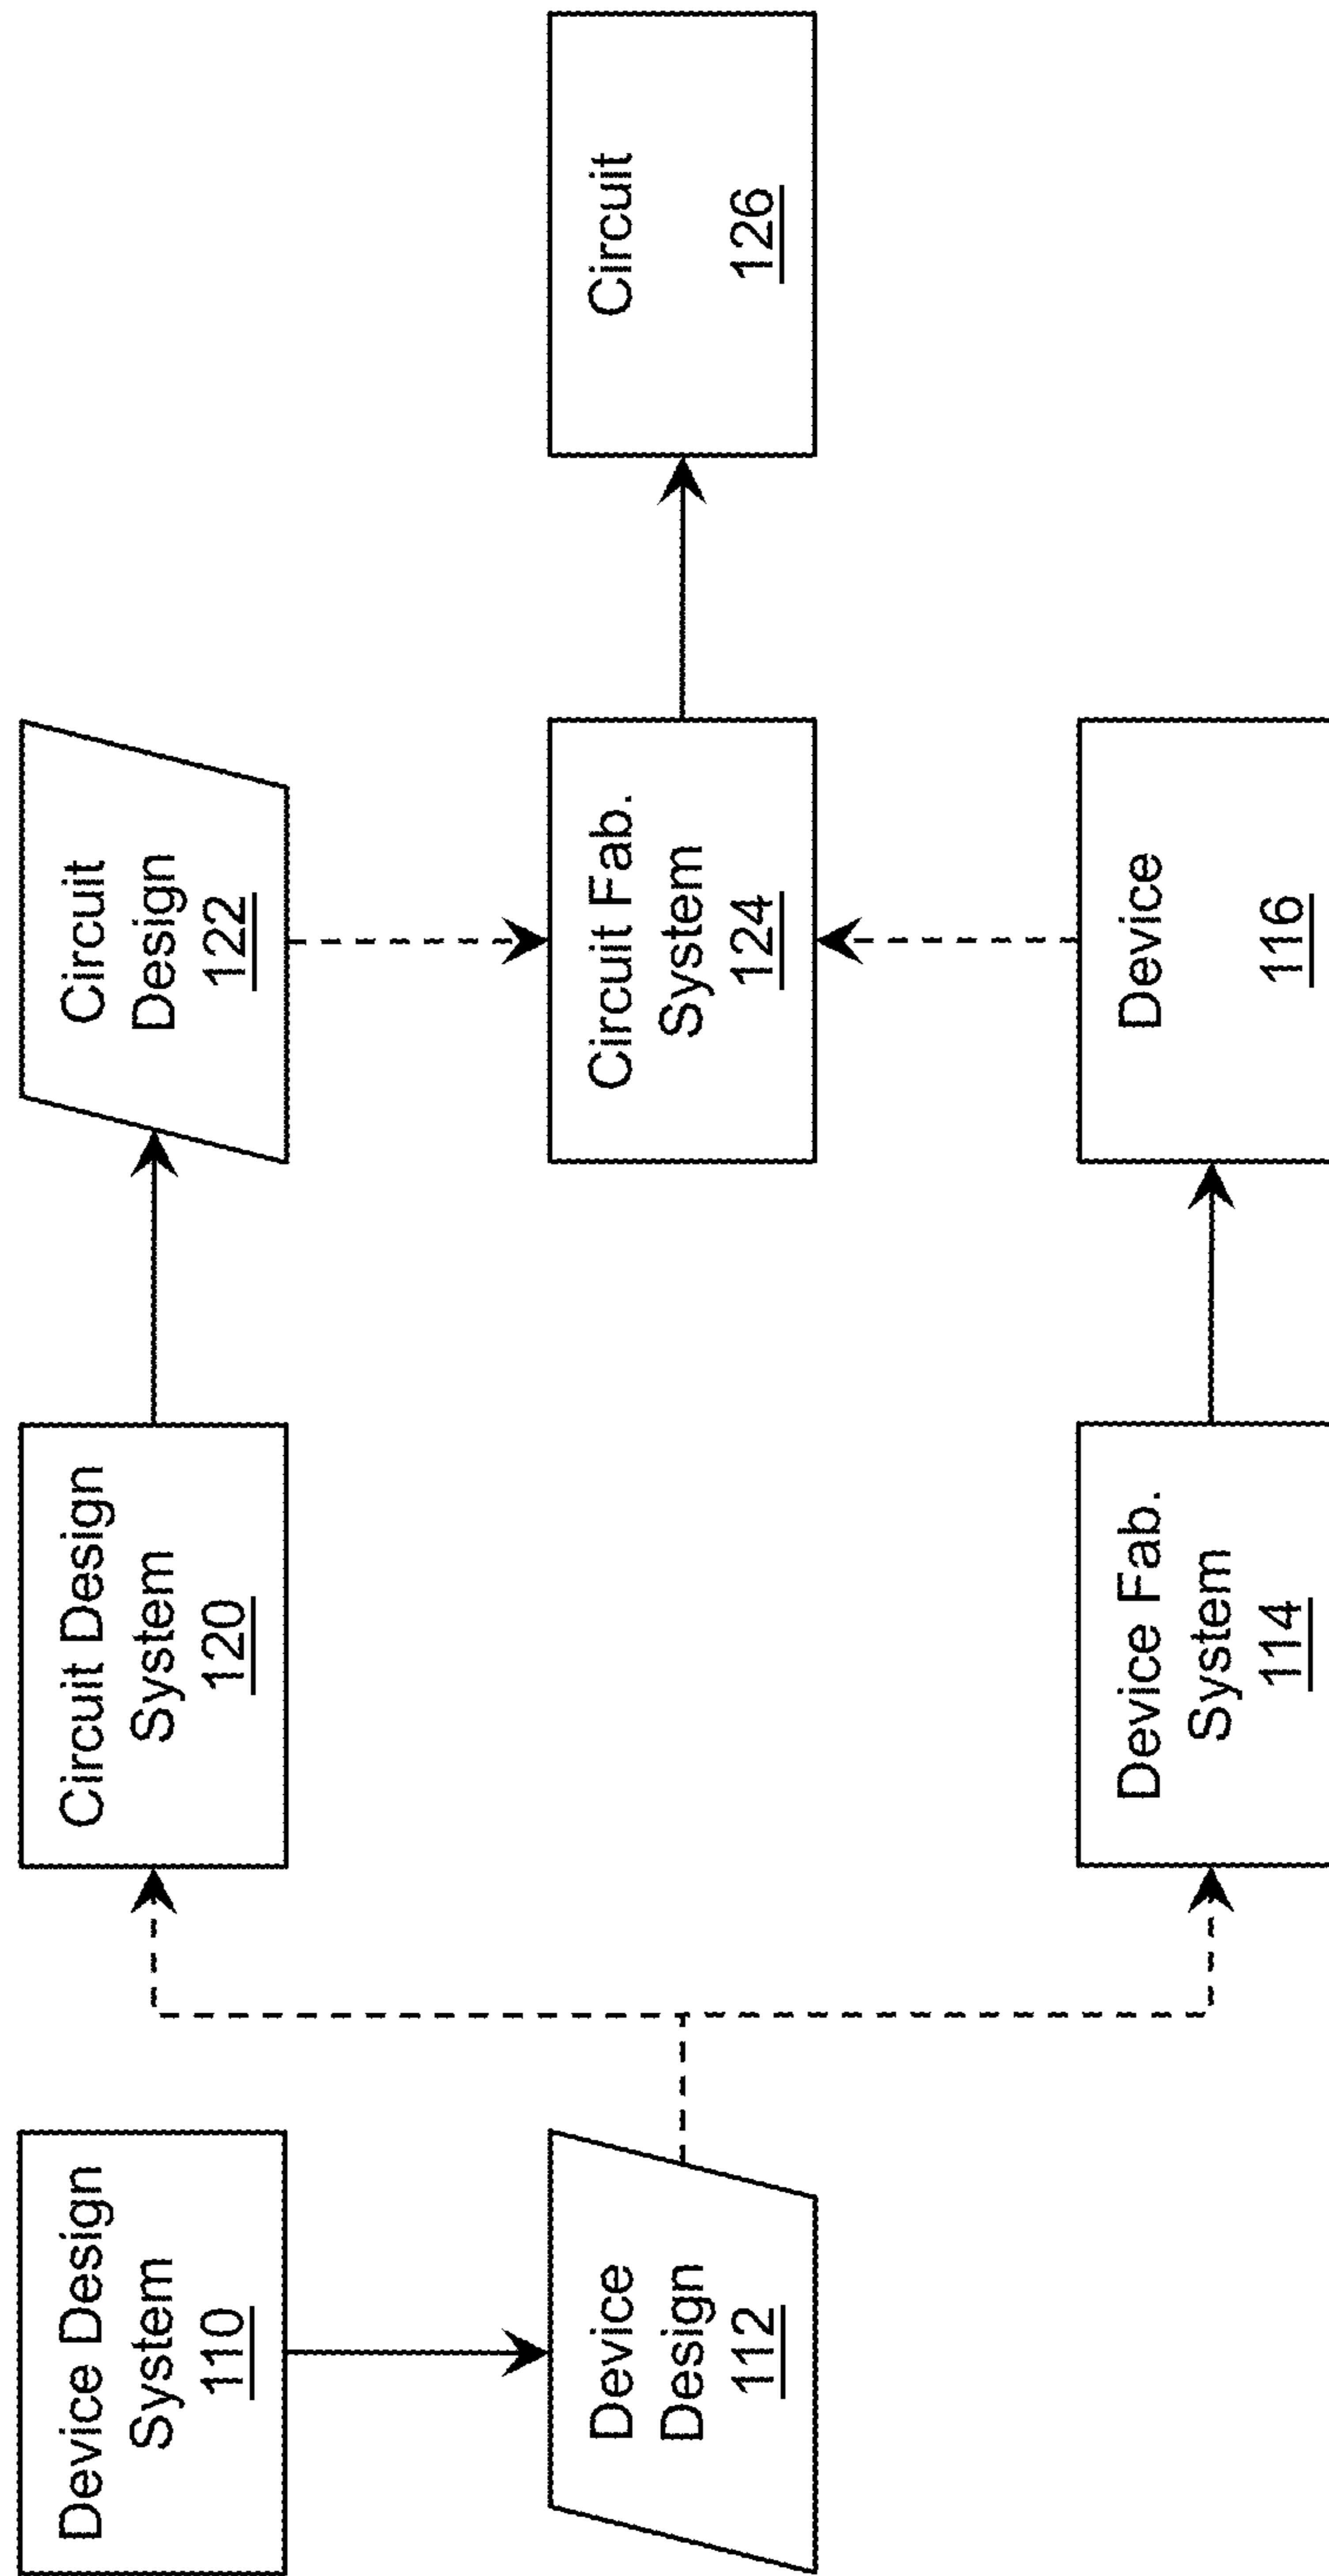 Device Design
System
110
Circuit Design
System
120
Circuit
Design
122
Device
Design
112
Circuit Fab.
System
124
Circuit
126
Device Fab.
System
114
Device
116